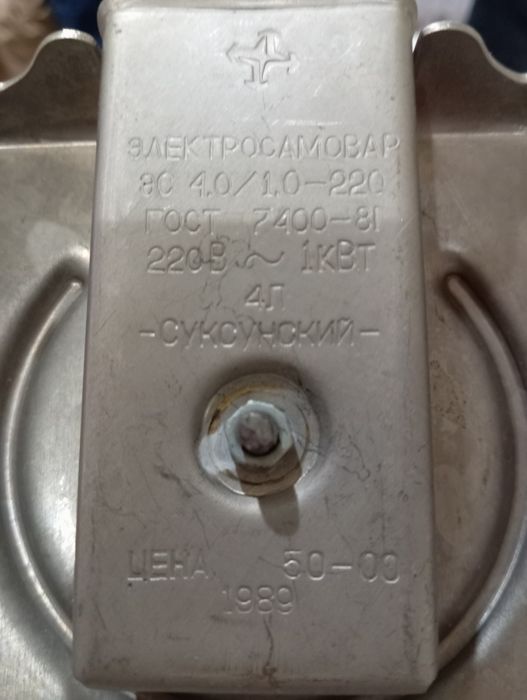 ЭЛЕКТРОСАМОВАР
ЭС 4.0/1.0-220
ГОСТ 7400-81
220В ~ 1кВт
4Л
-СУКСУНСКИЙ-
ЦЕНА 50-00
1989